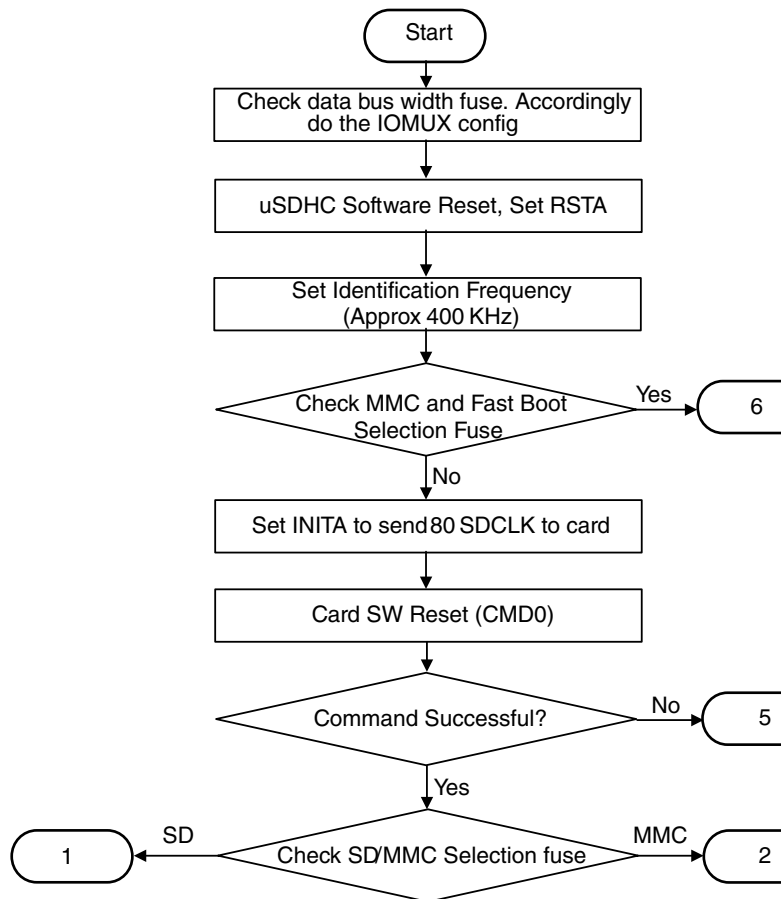 Start
Check data bus width fuse. Accordingly
do the IOMUX config
uSDHC Software Reset, Set RSTA
Set Identification Frequency
(Approx 400 KHz)
Check MMC and Fast Boot
Selection Fuse
Yes
6
No
Set INITA to send 80 SDCLK to card
Card SW Reset (CMD0)
Command Successful?
No
5
Yes
SD
MMC
1
Check SD/MMC Selection fuse
2